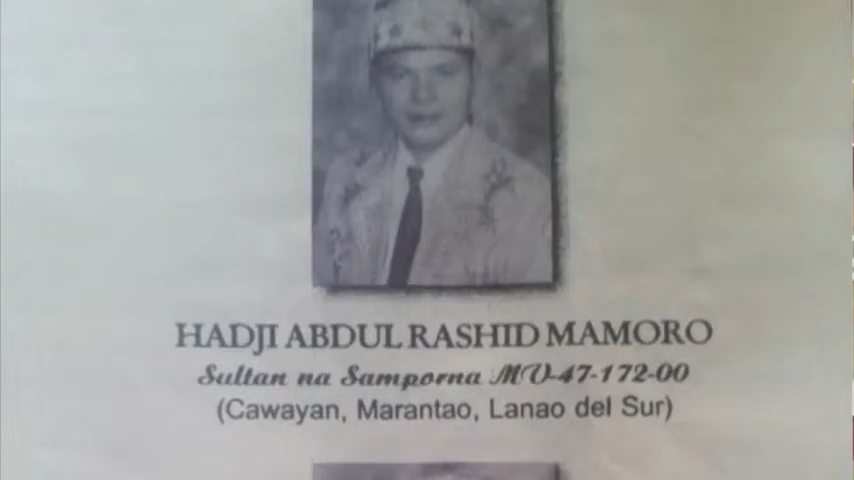 HADJI ABDUL RASHID MAMORO
Sultan na Samporna MV-47-172-00
(Cawayan, Marantao, Lanao del Sur)